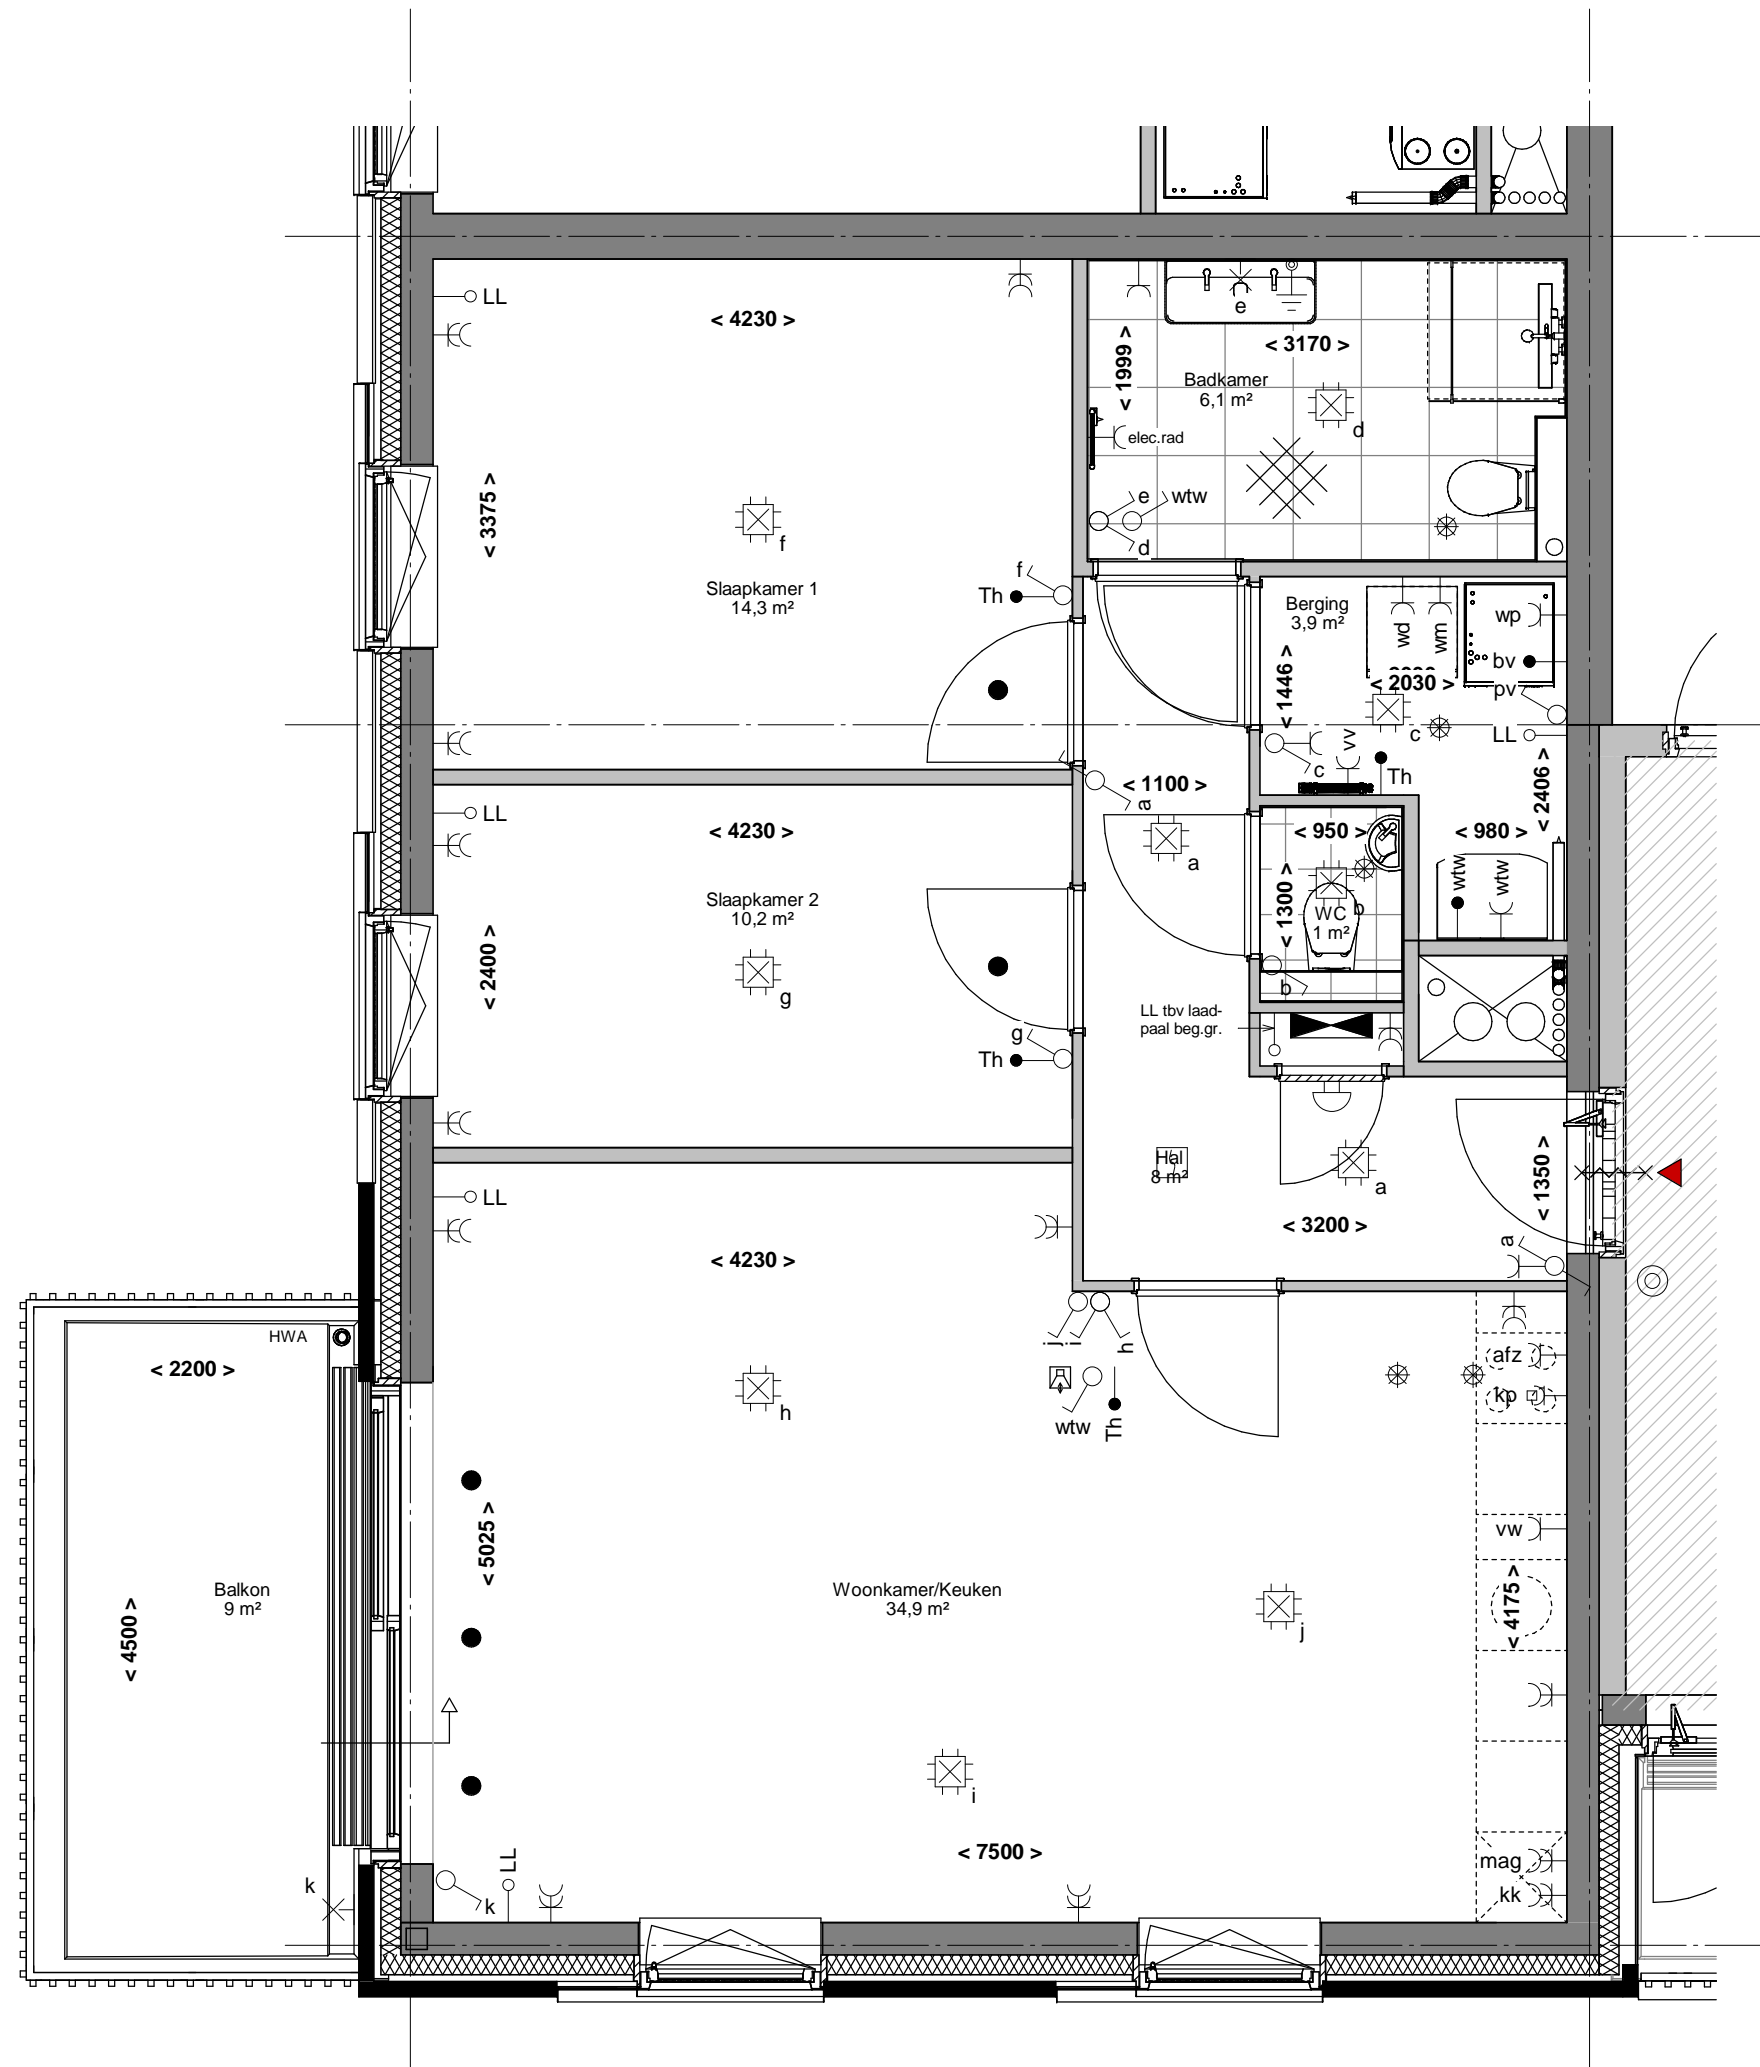 LL
< 4230 >
e
< 3170 >
< 1999 >
Badkamer
6,1 m²
d
elec.rad
< 3375 >
f
e
wtw
d
Slaapkamer 1
14,3 m²
f
Th
Berging
3,9 m²
wd
wm
wp
bv
pv
< 1446 >
< 2030 >
c
LL
vv
c
Th
< 1100 >
a
< 2406 >
LL
< 4230 >
a
< 950 >
< 980 >
Slaapkamer 2
10,2 m²
wtw
wtw
< 1300 >
b
WC
1 m²
< 2400 >
g
b
LL tbv laad-
paal beg.gr.
g
Th
Hal
8 m²
a
< 1350 >
LL
< 3200 >
a
< 4230 >
HWA
< 2200 >
j
i
h
afz
kp
h
wtw
Th
< 5025 >
vw
Balkon
9 m²
Woonkamer/Keuken
34,9 m²
< 4175 >
< 4500 >
j
i
< 7500 >
LL
mag
k
k
kk